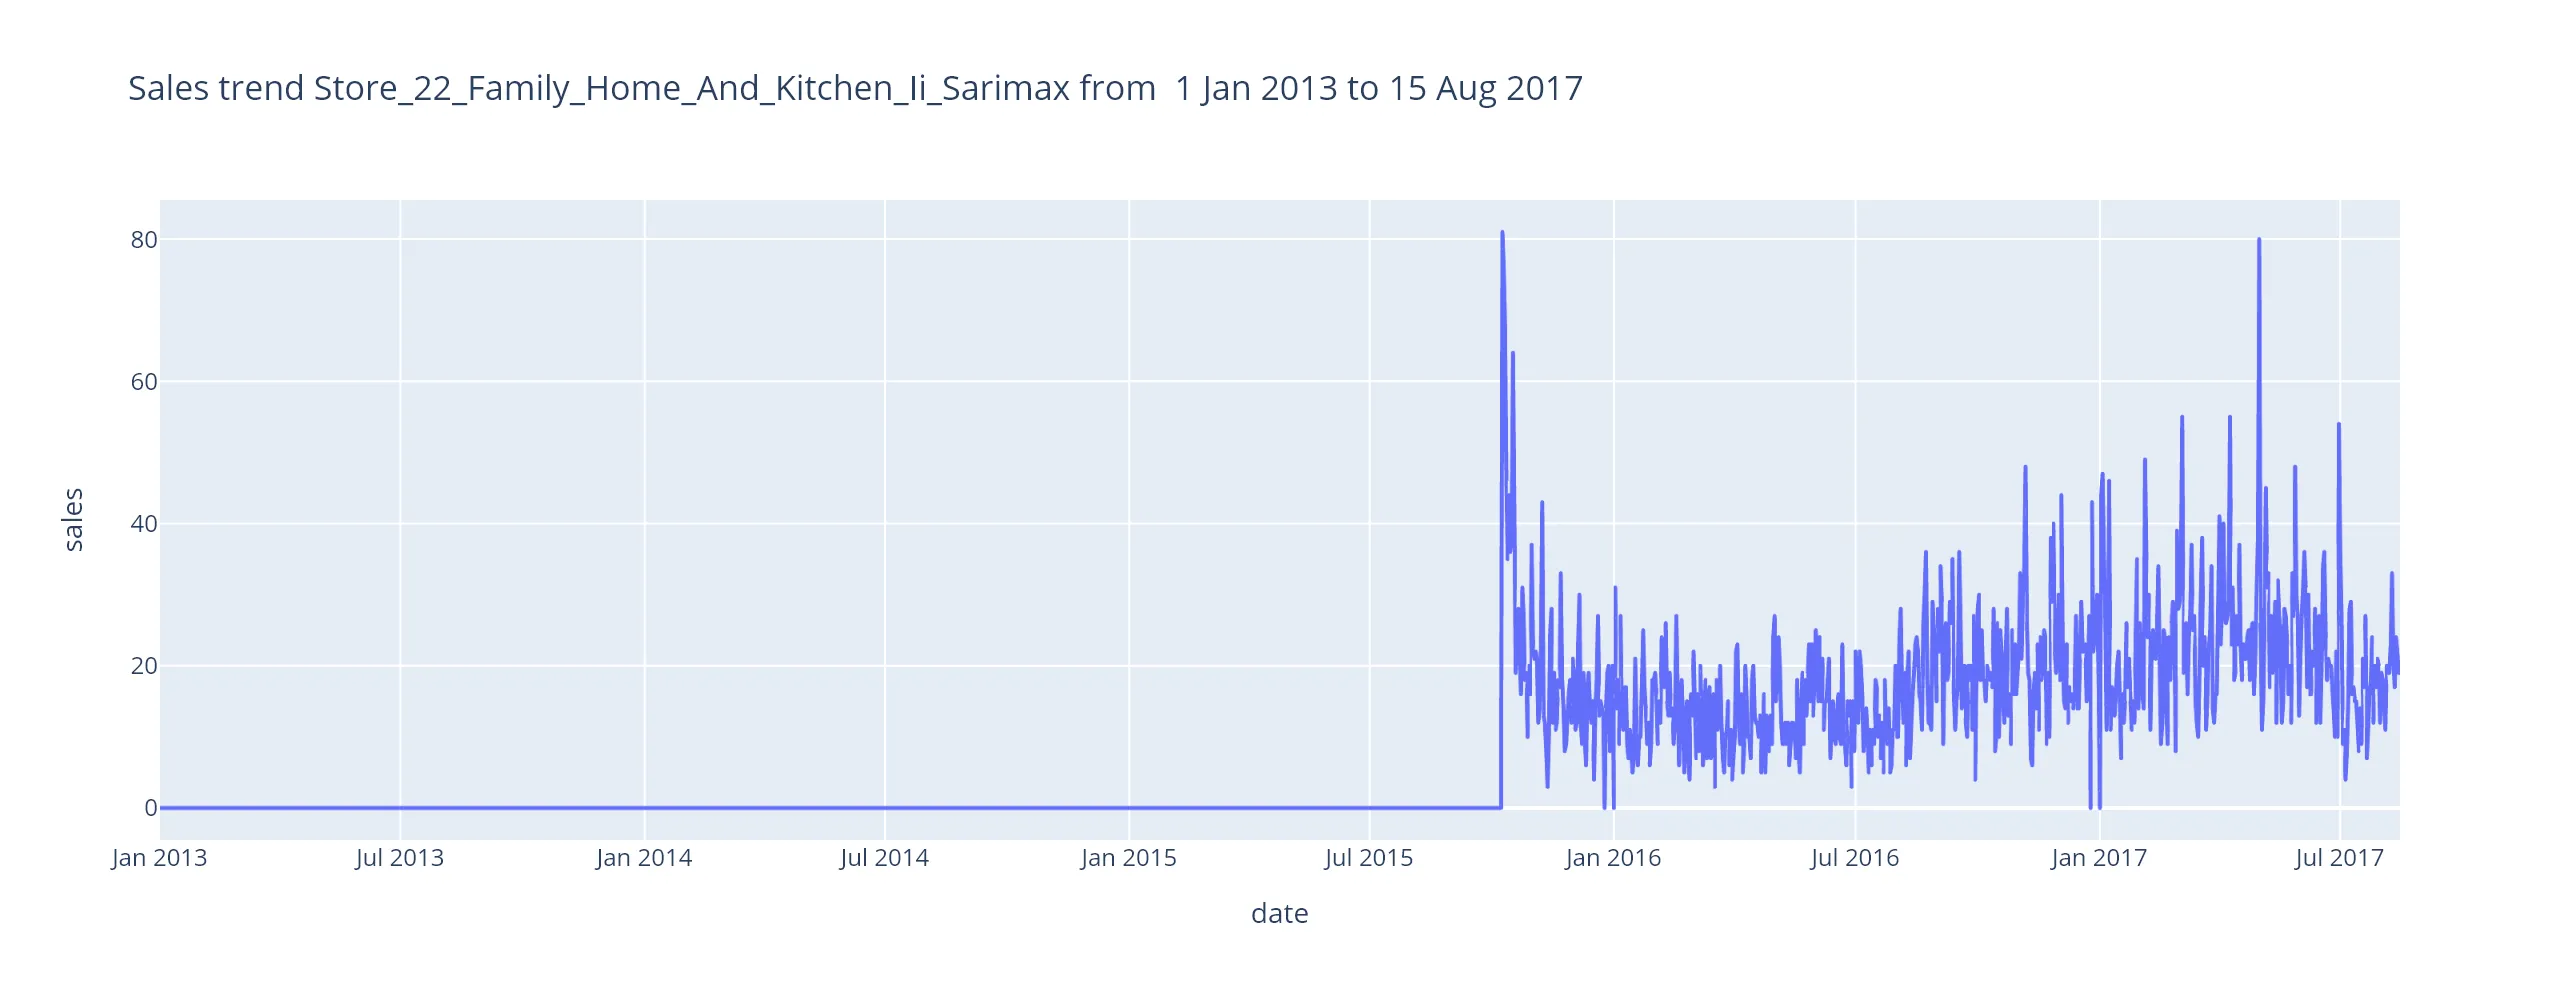 Sales trend Store_22_Family_Home_And_Kitchen_Ii_Sarimax from  1 Jan 2013 to 15 Aug 2017
80
60
40
20
0
sales
Jan 2013 Jul 2013 Jan 2014 Jul 2014 Jan 2015 Jul 2015 Jan 2016 Jul 2016 Jan 2017 Jul 2017
date